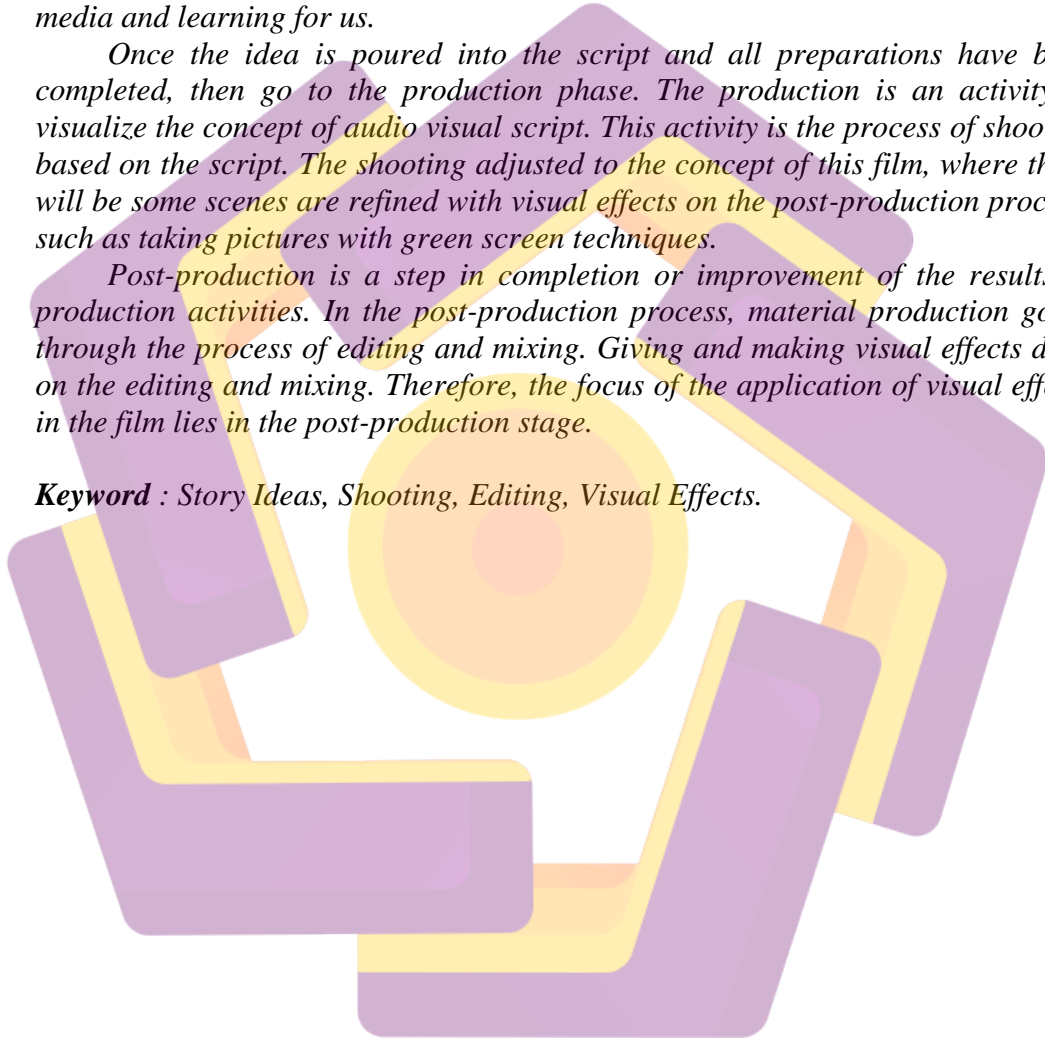 media and learning for us.
Once the idea is poured into the script and all preparations have b
completed, then go to the production phase. The production is an activity
visualize the concept of audio visual script. This activity is the process of shoo
based on the script. The shooting adjusted to the concept of this film, where th
will be some scenes are refined with visual effects on the post-production proc
such as taking pictures with green screen techniques.
Post-production is a step in completion or improvement of the results
production activities. In the post-production process, material production go
through the process of editing and mixing. Giving and making visual effects d
on the editing and mixing. Therefore, the focus of the application of visual eff
in the film lies in the post-production stage.
Keyword : Story Ideas, Shooting, Editing, Visual Effects.